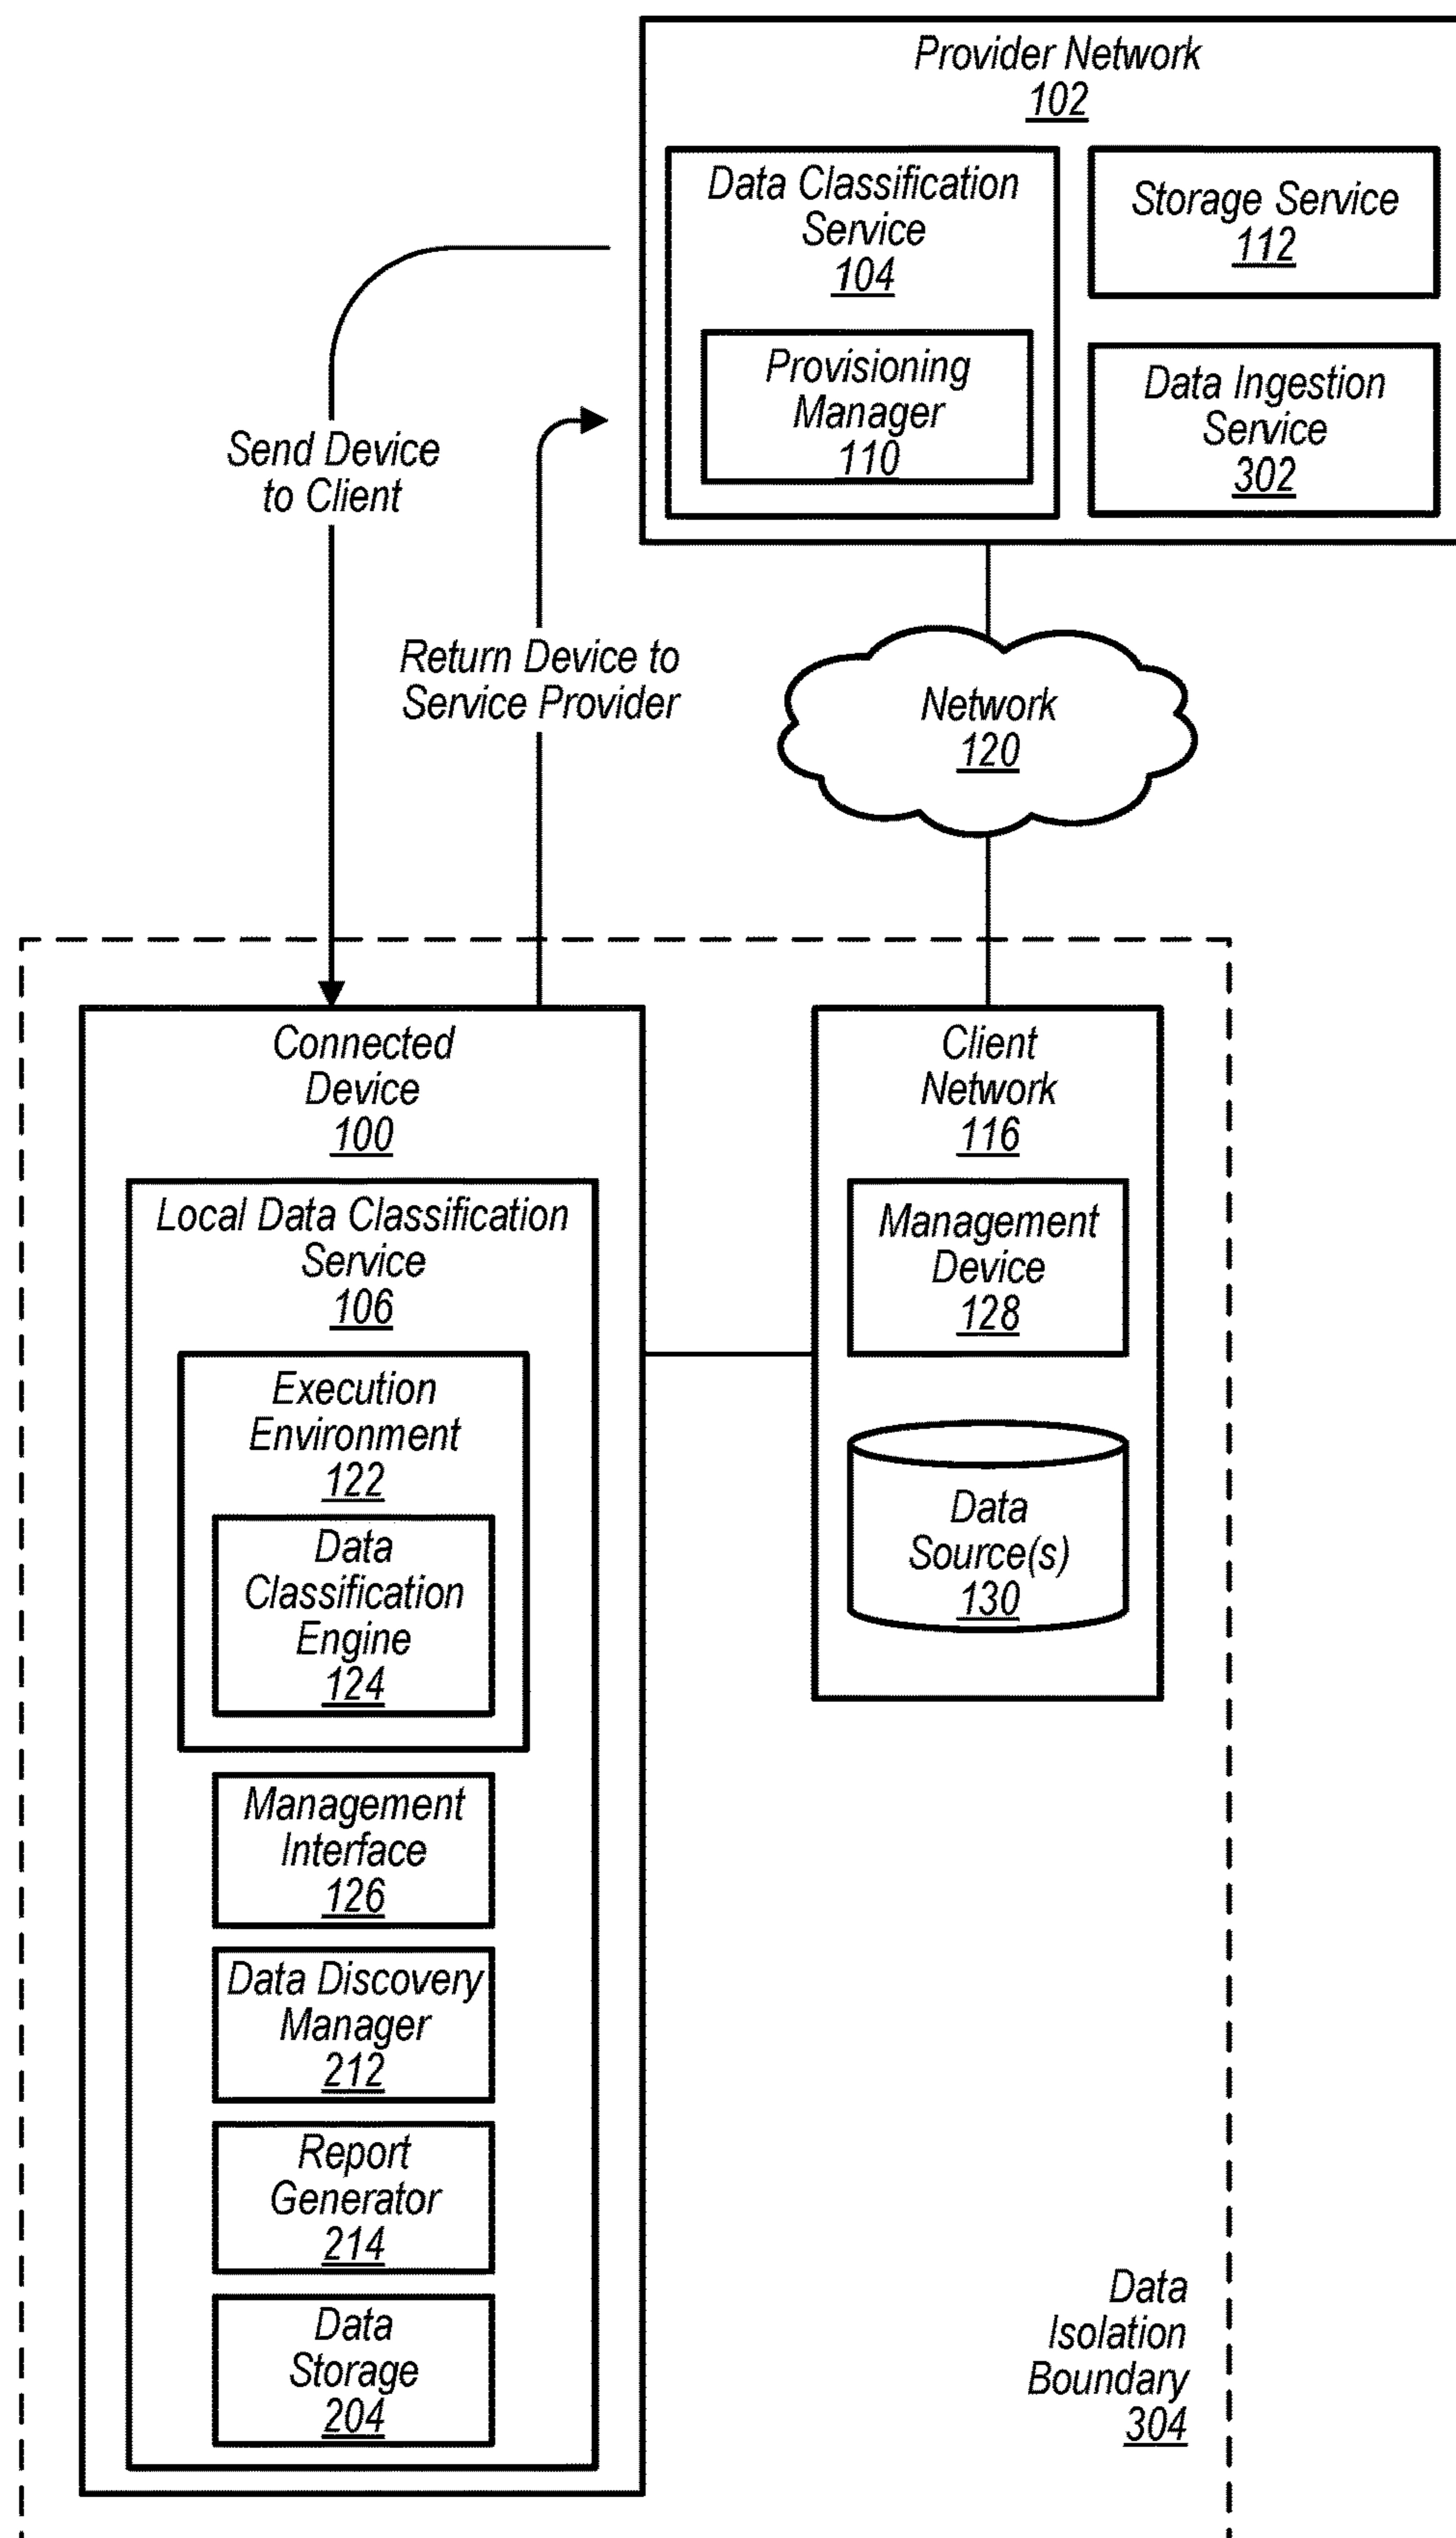 Provider Network
102
Data Classification
Service
104
Provisioning
Manager
110
Storage Service
112
Data Ingestion
Service
302
Send Device
to Client
Return Device to
Service Provider
Network
120
Connected
Device
100
Local Data Classification
Service
106
Execution
Environment
122
Data
Classification
Engine
124
Management
Interface
126
Data Discovery
Manager
212
Report
Generator
214
Data
Storage
204
Client
Network
116
Management
Device
128
Data
Source(s)
130
Data
Isolation
Boundary
304